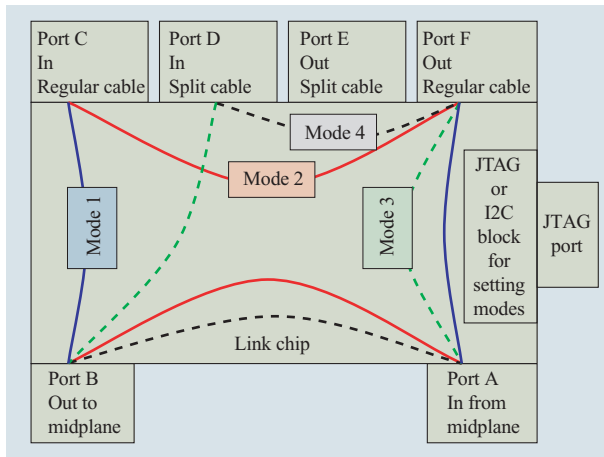 Port C
In
Regular cable
Port D
In
Split cable
Port E
Out
Split cable
Port F
Out
Regular cable
Mode 4
Mode 2
Mode 1
Mode 3
JTAG
or
I2C
block
for
setting
modes
JTAG
port
Link chip
Port B
Out to
midplane
Port A
In from
midplane